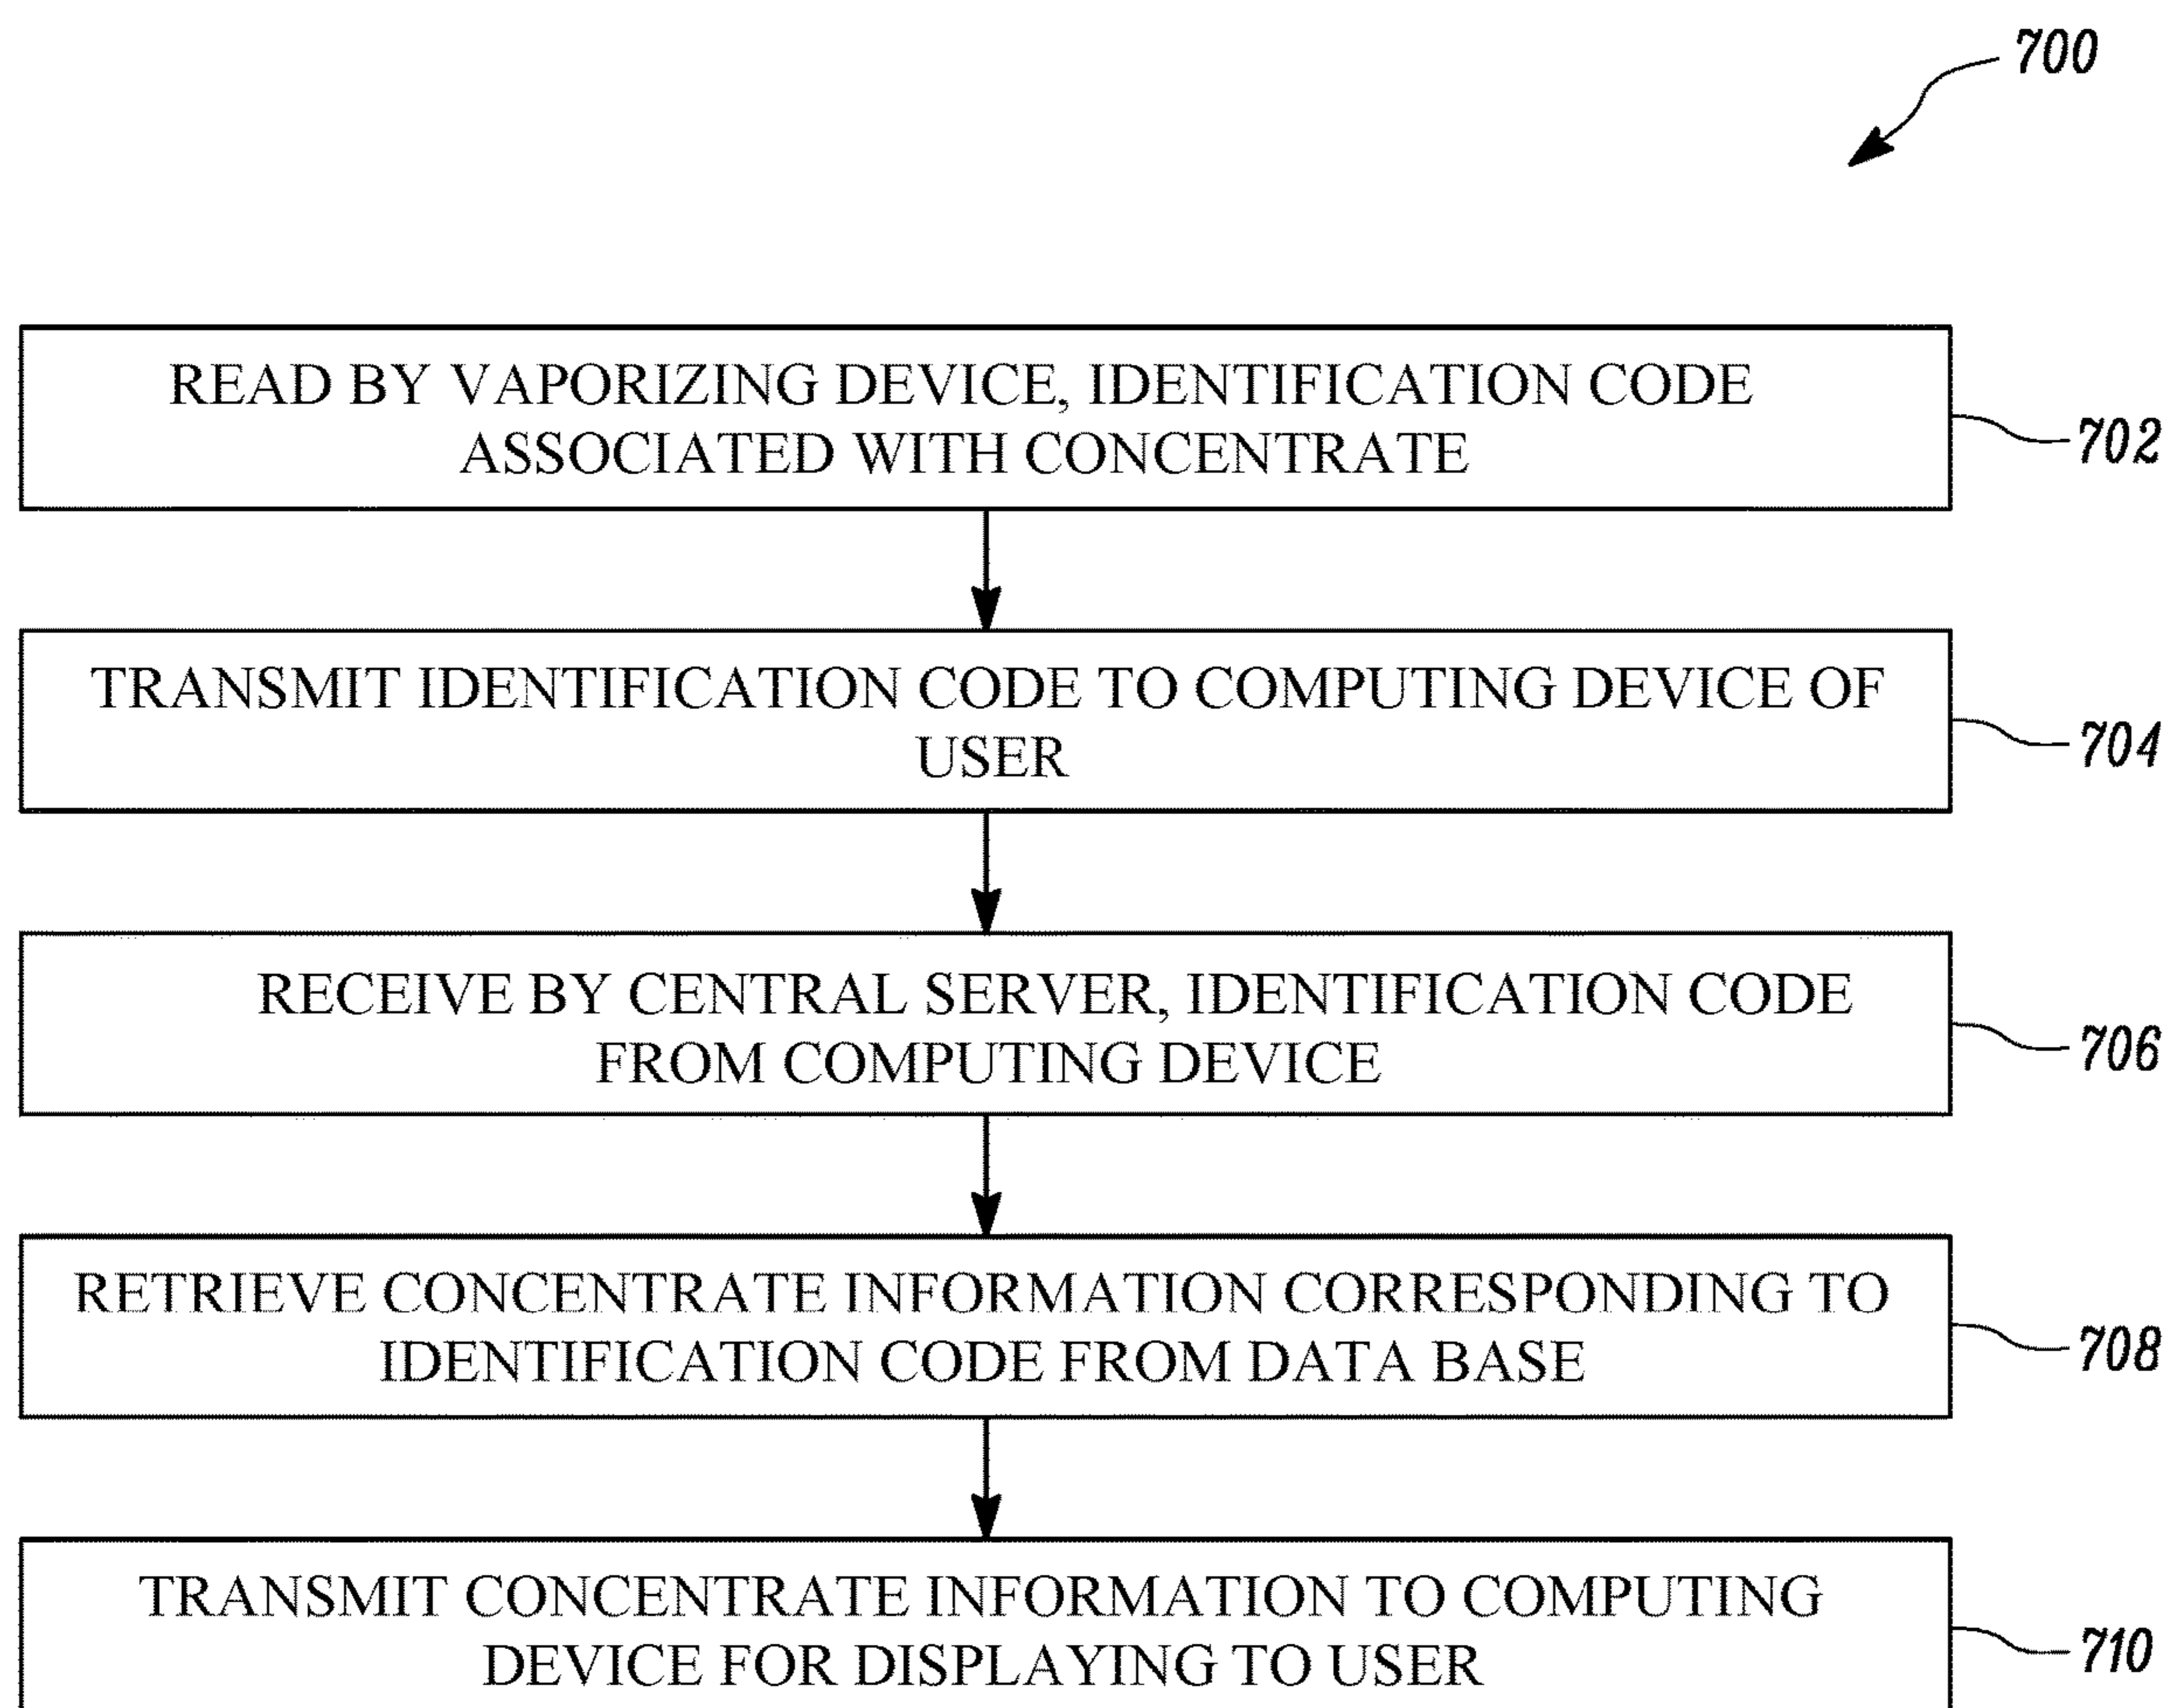 700
READ BY VAPORIZING DEVICE, IDENTIFICATION CODE
ASSOCIATED WITH CONCENTRATE
702
TRANSMIT IDENTIFICATION CODE TO COMPUTING DEVICE OF
USER
704
RECEIVE BY CENTRAL SERVER, IDENTIFICATION CODE
FROM COMPUTING DEVICE
706
RETRIEVE CONCENTRATE INFORMATION CORRESPONDING TO
IDENTIFICATION CODE FROM DATA BASE
708
TRANSMIT CONCENTRATE INFORMATION TO COMPUTING
DEVICE FOR DISPLAYING TO USER
710